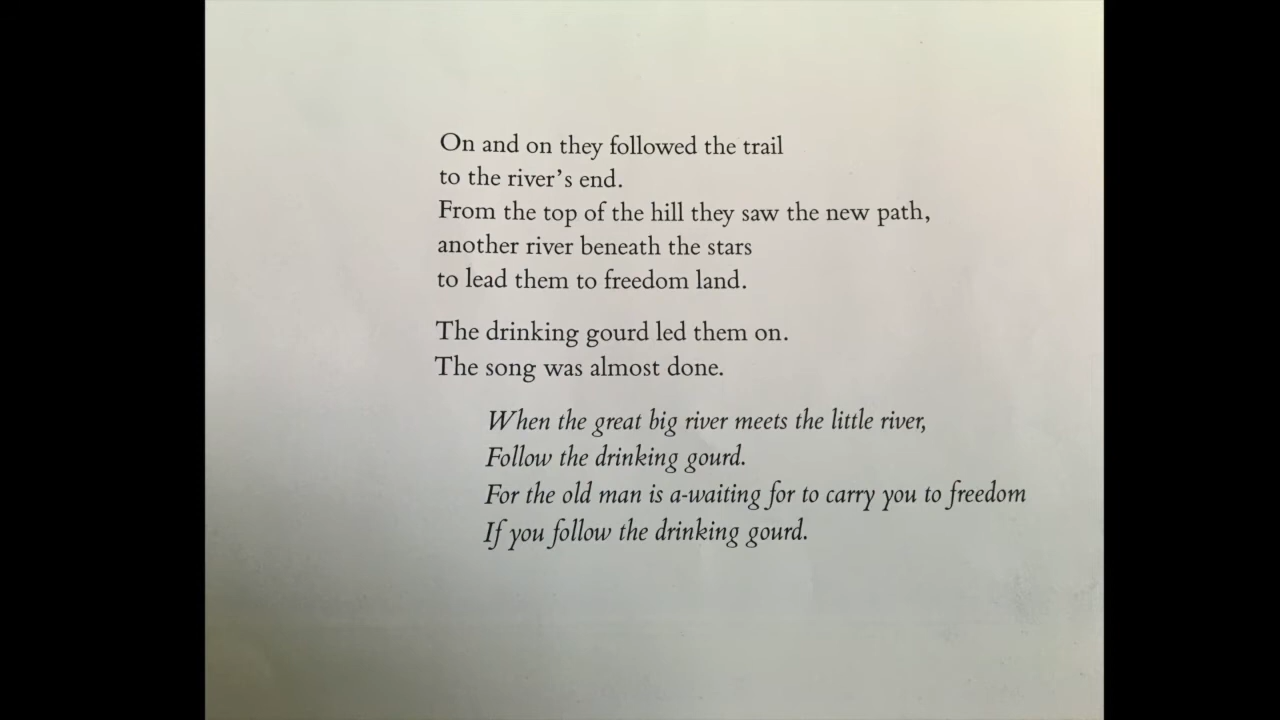 On and on they followed the trail
to the river's end.
From the top of the hill they saw the new path,
another river beneath the stars
to lead them to freedom land.
The drinking gourd led them on.
The song was almost done.
When the great big river meets the little river,
Follow the drinking gourd.
For the old man is a-waiting for to carry you to freedom
If you follow the drinking gourd.